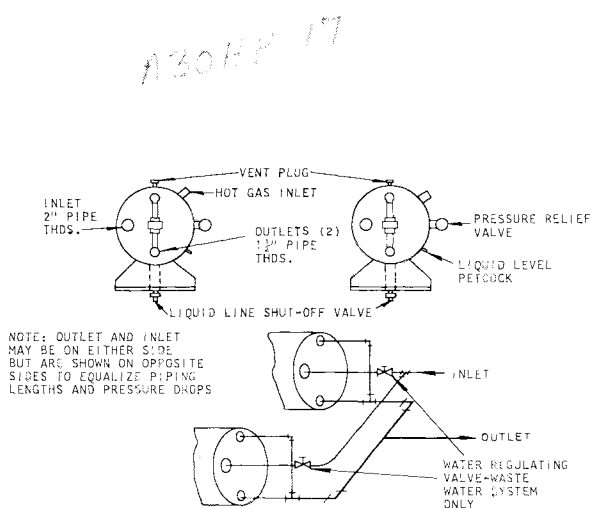 A30HP 17
VENT PLUG
HOT GAS INLET
INLET
2" PIPE
THDS.
OUTLETS (2)
1½" PIPE
THDS.
PRESSURE RELIEF
VALVE
LIQUID LEVEL
PETCOCK
LIQUID LINE SHUT-OFF VALVE
NOTE: OUTLET AND INLET
MAY BE ON EITHER SIDE
BUT ARE SHOWN ON OPPOSITE
SIDES TO EQUALIZE PIPING
LENGTHS AND PRESSURE DROPS
INLET
OUTLET
WATER REGULATING
VALVE-WASTE
WATER SYSTEM
ONLY